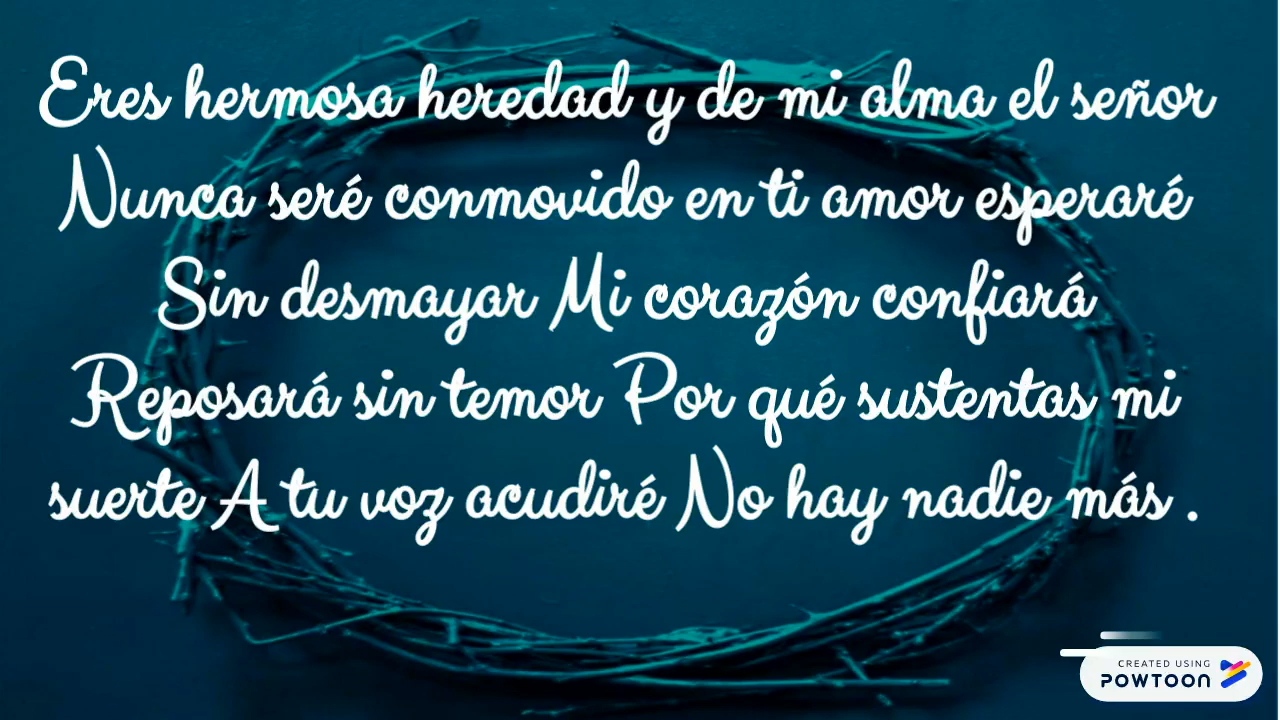 Eres hermosa heredad y de mi alma el señor
Nunca seré conmovido en ti amor esperaré
Sin desmayar Mi corazón confiará
Reposará sin temor Por qué sustentas mi
suerte A tu voz acudiré No hay nadie más .
CREATED USING
POWTOON